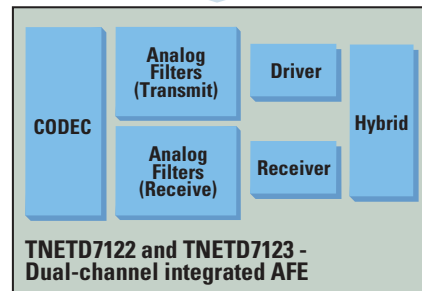 CODEC
Analog
Filters
(Transmit)
Driver
Hybrid
Analog
Filters
(Receive)
Receiver
TNETD7122 and TNETD7123 -
Dual-channel integrated AFE